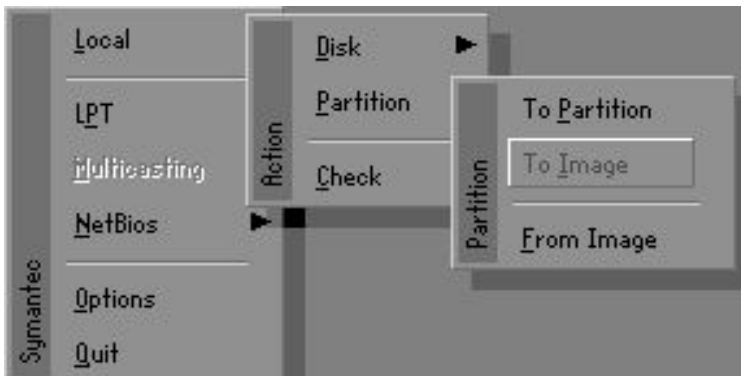 Local
LPT
Multicasting
NetBios
Options
Quit
Symantec
Disk
Partition
Check
Action
To Partition
To Image
From Image
Partition